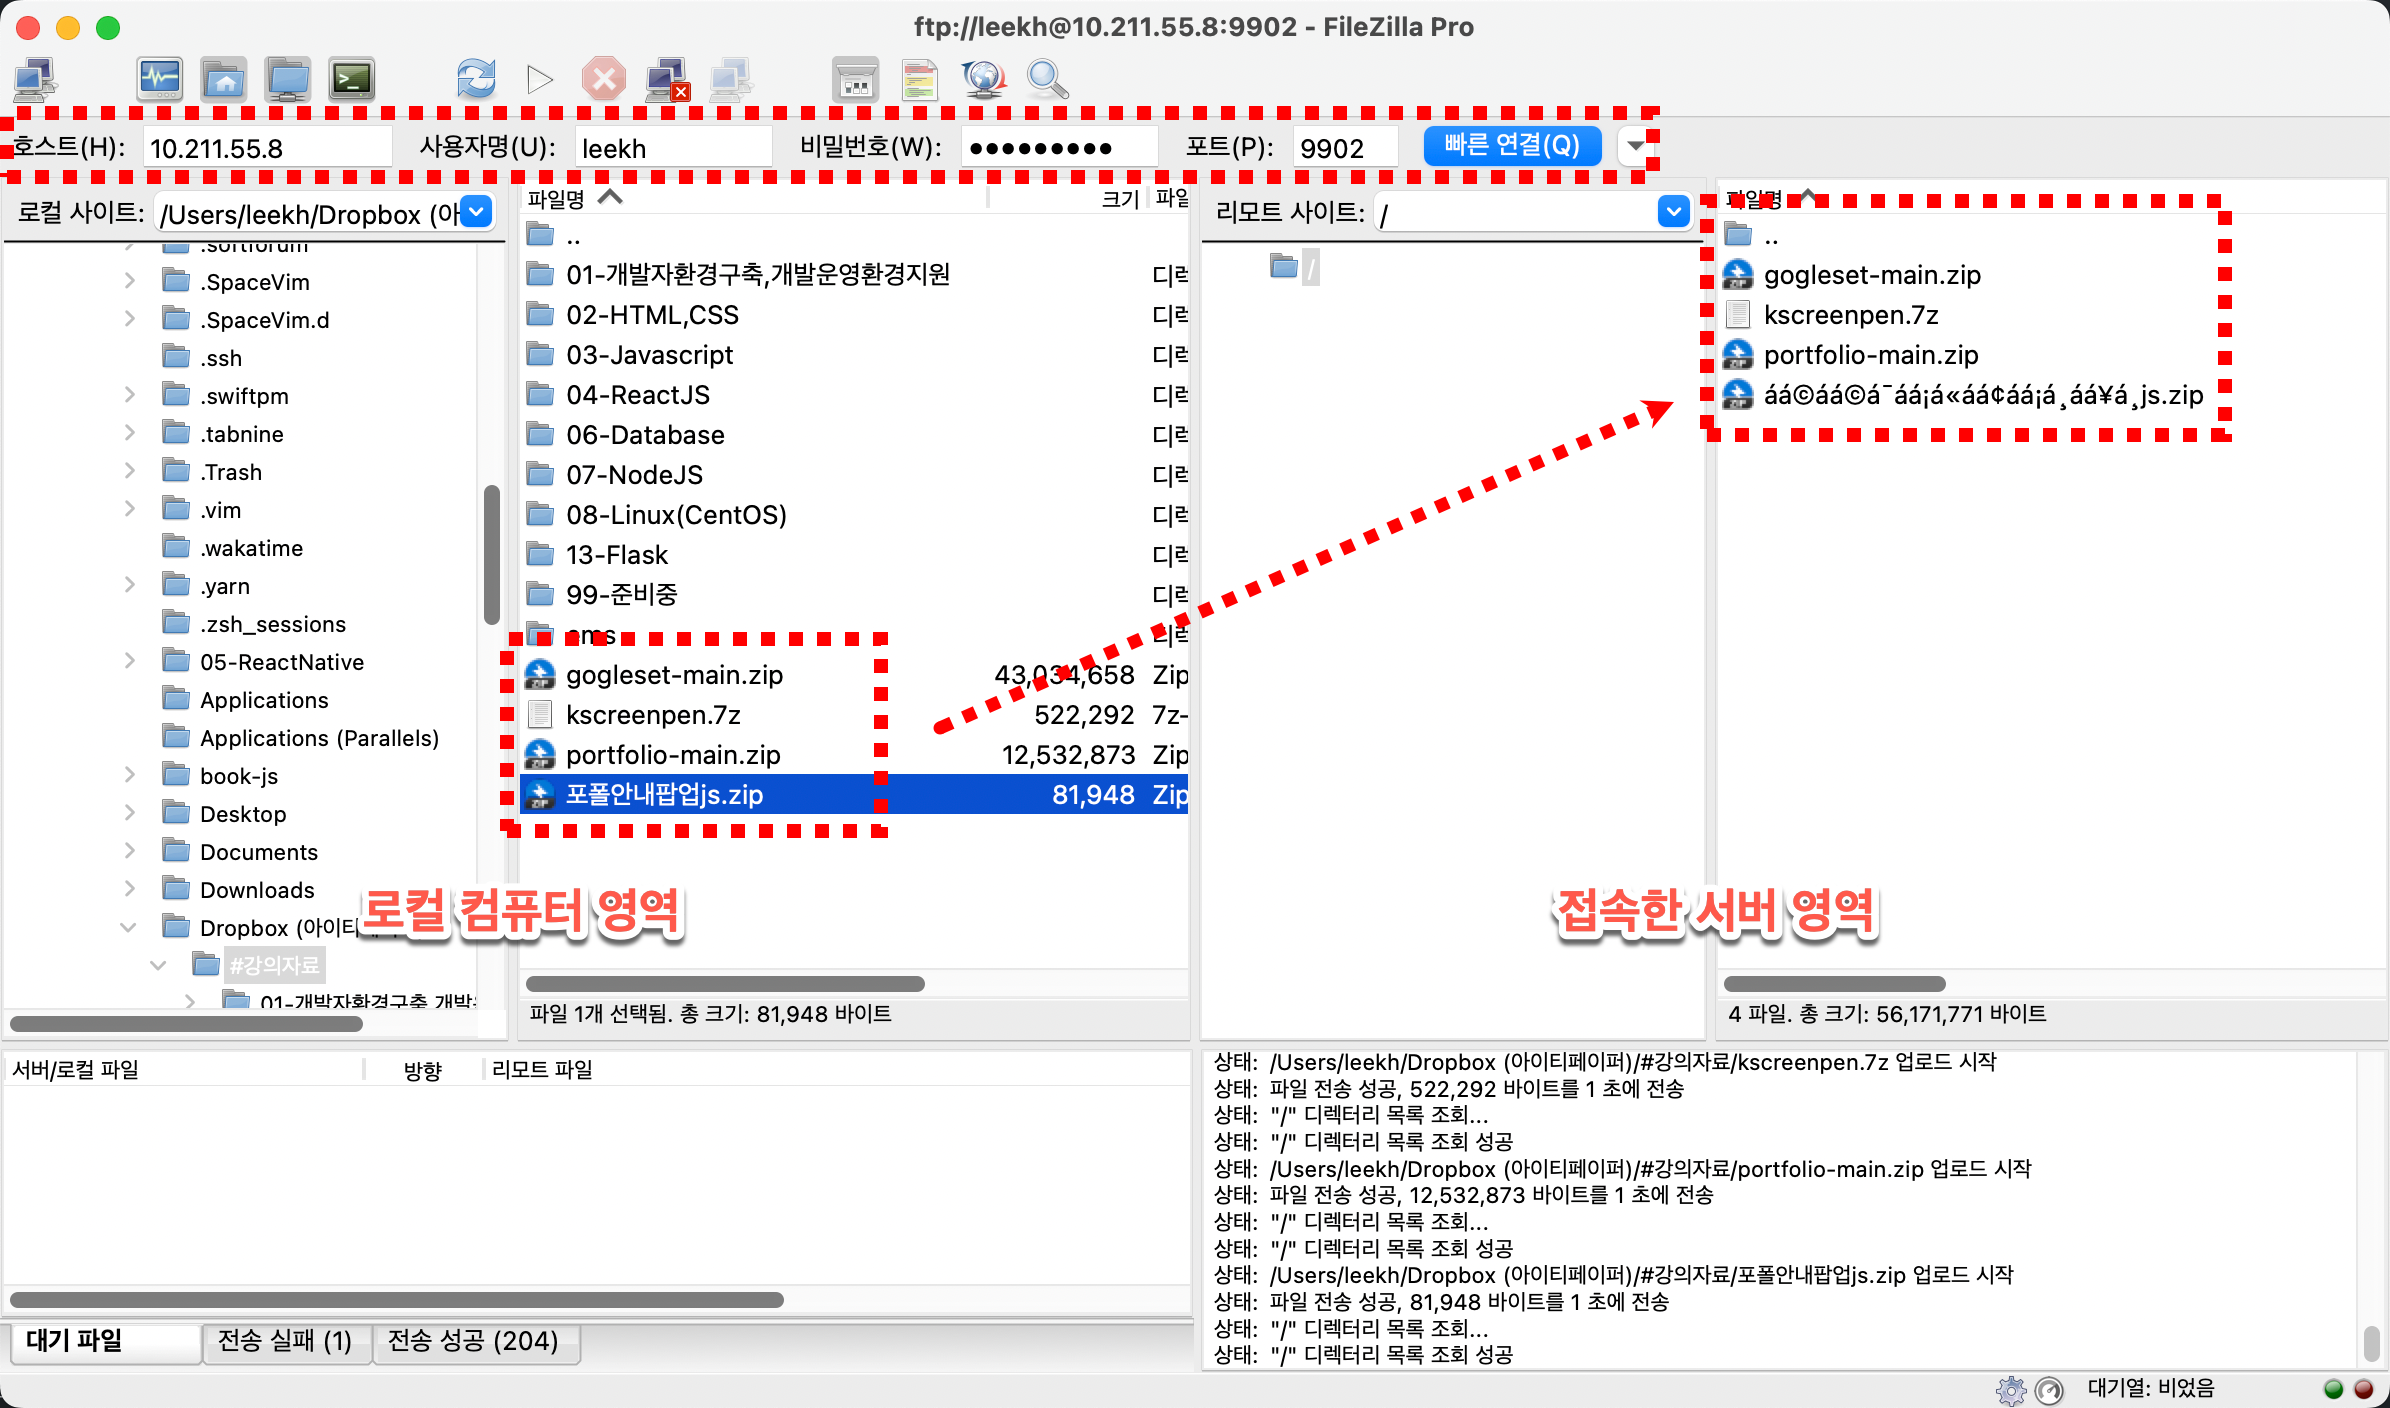 ftp://leekh@10.211.55.8:9902 - FileZilla Pro
호스트(H): 10.211.55.8 사용자명(U): leekh 비밀번호(W): ●●●●●●●●● 포트(P): 9902 빠른 연결(Q)
로컬 사이트: /Users/leekh/Dropbox (아
.softforum
.SpaceVim
.SpaceVim.d
.ssh
.swiftpm
.tabnine
.Trash
.vim
.wakatime
.yarn
.zsh_sessions
05-ReactNative
Applications
Applications (Parallels)
book-js
Desktop
Documents
Downloads
Dropbox (아이티
#강의자료
01-개발자환경구축,개발운
파일명 크기 파일
..
01-개발자환경구축,개발운영환경지원 디렉
02-HTML,CSS 디렉
03-Javascript 디렉
04-ReactJS 디렉
06-Database 디렉
07-NodeJS 디렉
08-Linux(CentOS) 디렉
13-Flask 디렉
99-준비중 디렉
ems 디렉
gogleset-main.zip 43,034,658 Zip
kscreenpen.7z 522,292 7z-
portfolio-main.zip 12,532,873 Zip
포폴안내팝업js.zip 81,948 Zip
로컬 컴퓨터 영역
파일 1개 선택됨. 총 크기: 81,948 바이트
리모트 사이트: /
/
파일명
..
gogleset-main.zip
kscreenpen.7z
portfolio-main.zip
áá©áá©á¯áá¡á«áá¢áá¡á¸áá¥á¸js.zip
접속한 서버 영역
4 파일. 총 크기: 56,171,771 바이트
서버/로컬 파일 방향 리모트 파일
대기 파일 전송 실패 (1) 전송 성공 (204)
상태: /Users/leekh/Dropbox (아이티페이퍼)/#강의자료/kscreenpen.7z 업로드 시작
상태: 파일 전송 성공, 522,292 바이트를 1 초에 전송
상태: "/" 디렉터리 목록 조회...
상태: "/" 디렉터리 목록 조회 성공
상태: /Users/leekh/Dropbox (아이티페이퍼)/#강의자료/portfolio-main.zip 업로드 시작
상태: 파일 전송 성공, 12,532,873 바이트를 1 초에 전송
상태: "/" 디렉터리 목록 조회...
상태: "/" 디렉터리 목록 조회 성공
상태: /Users/leekh/Dropbox (아이티페이퍼)/#강의자료/포폴안내팝업js.zip 업로드 시작
상태: 파일 전송 성공, 81,948 바이트를 1 초에 전송
상태: "/" 디렉터리 목록 조회...
상태: "/" 디렉터리 목록 조회 성공
대기열: 비었음